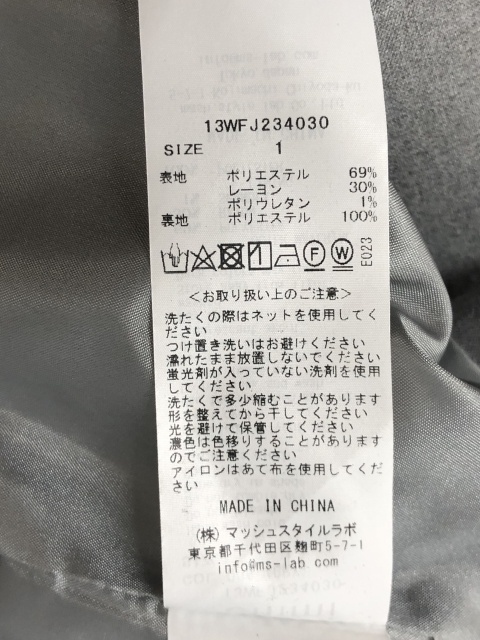 13WFJ234030
SIZE 1
表地 ポリエステル 69%
レーヨン 30%
ポリウレタン 1%
裏地 ポリエステル 100%
F W E023
<お取り扱い上のご注意>
洗たくの際はネットを使用してく
ださい
つけ置き洗いはお避けください
濡れたまま放置しないでください
蛍光剤が入っていない洗剤を使用
してください
洗たくで多少縮むことがあります
形を整えてから干してください
光を避けて保管してください
濃色は色移りすることがあります
のでご注意ください
アイロンはあて布を使用してくだ
さい
MADE IN CHINA
(株) マッシュスタイルラボ
東京都千代田区麹町5-7-1
info@ms-lab.com